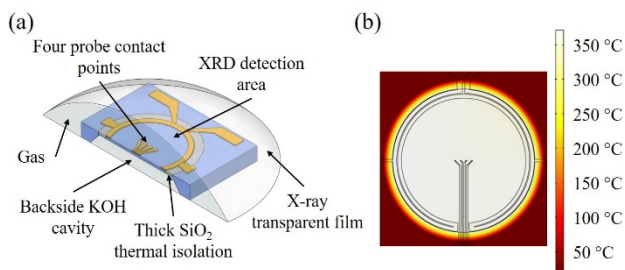 (a)
Four probe contact
points
XRD detection
area
Gas
Backside KOH
cavity
Thick SiO₂
thermal isolation
X-ray
transparent film
(b)
350 °C
300 °C
250 °C
200 °C
150 °C
100 °C
50 °C